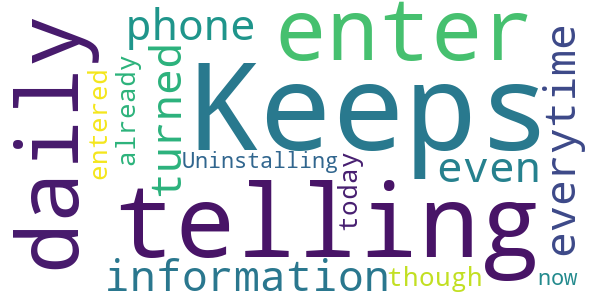 daily
entered
already
phone
turned
enter
Keeps
Uninstalling
even
everytime
today
telling
information
though
now